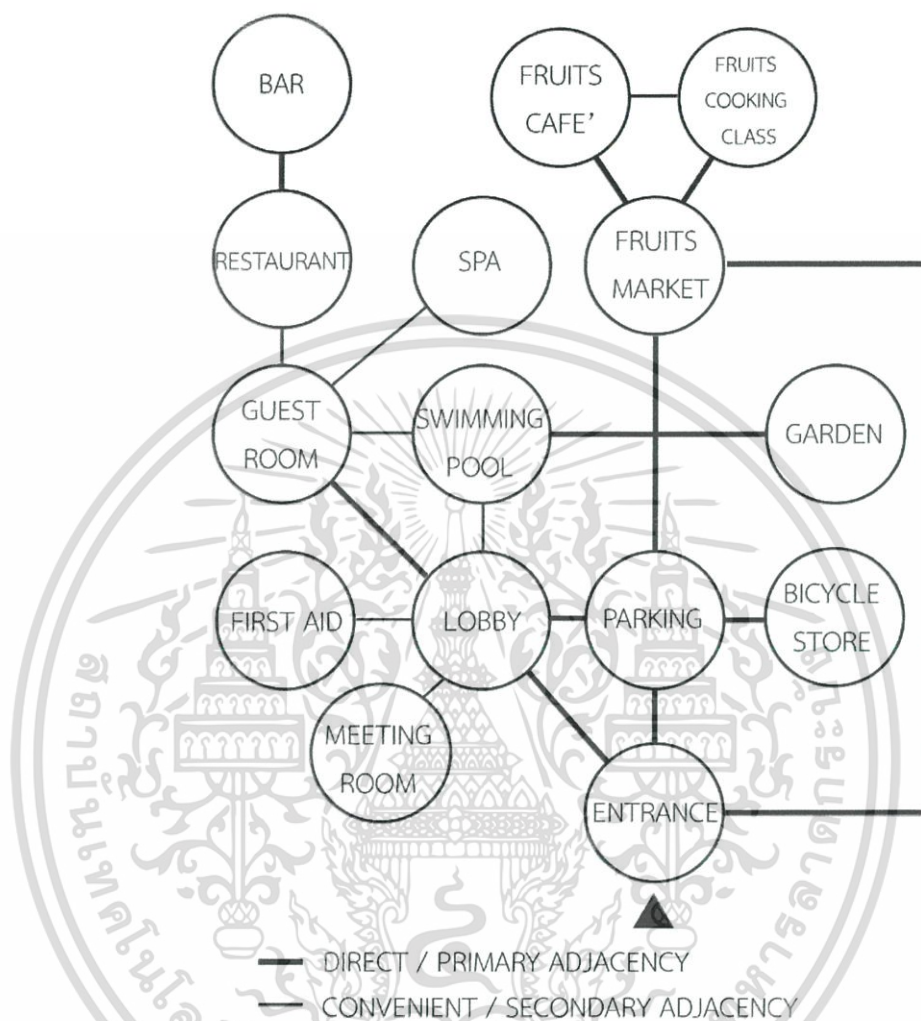 BAR
FRUITS
CAFE'
FRUITS
COOKING
CLASS
RESTAURANT
SPA
FRUITS
MARKET
GUEST
ROOM
SWIMMING
POOL
GARDEN
FIRST AID
LOBBY
PARKING
BICYCLE
STORE
MEETING
ROOM
ENTRANCE
DIRECT / PRIMARY ADJACENCY
CONVENIENT / SECONDARY ADJACENCY